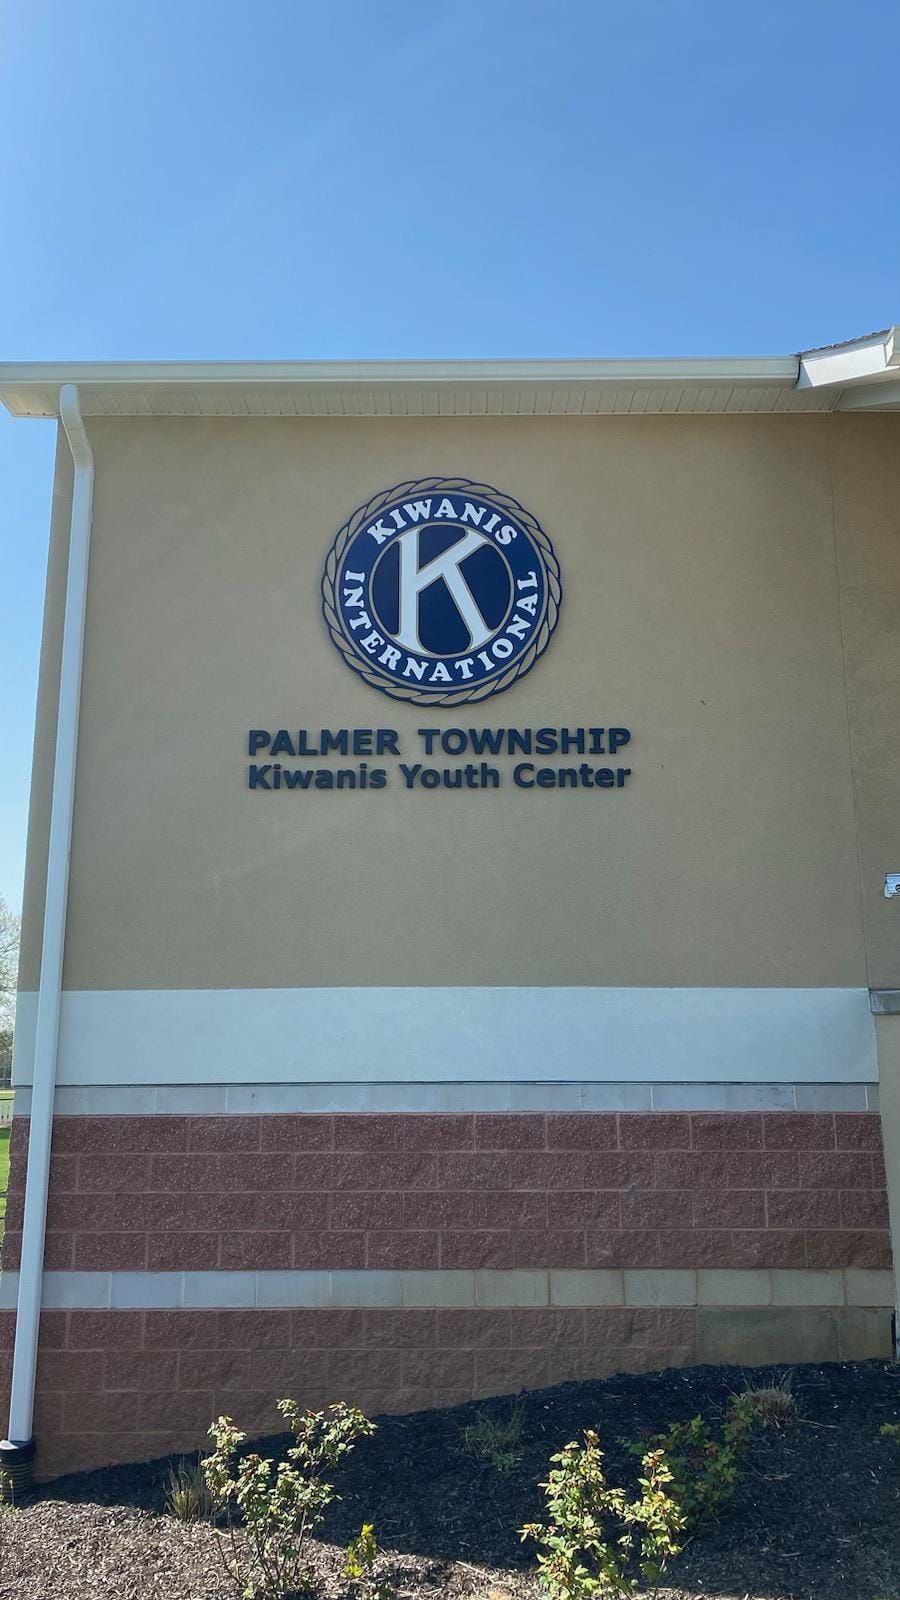 KIWANIS
K
INTERNATIONAL
PALMER TOWNSHIP
Kiwanis Youth Center